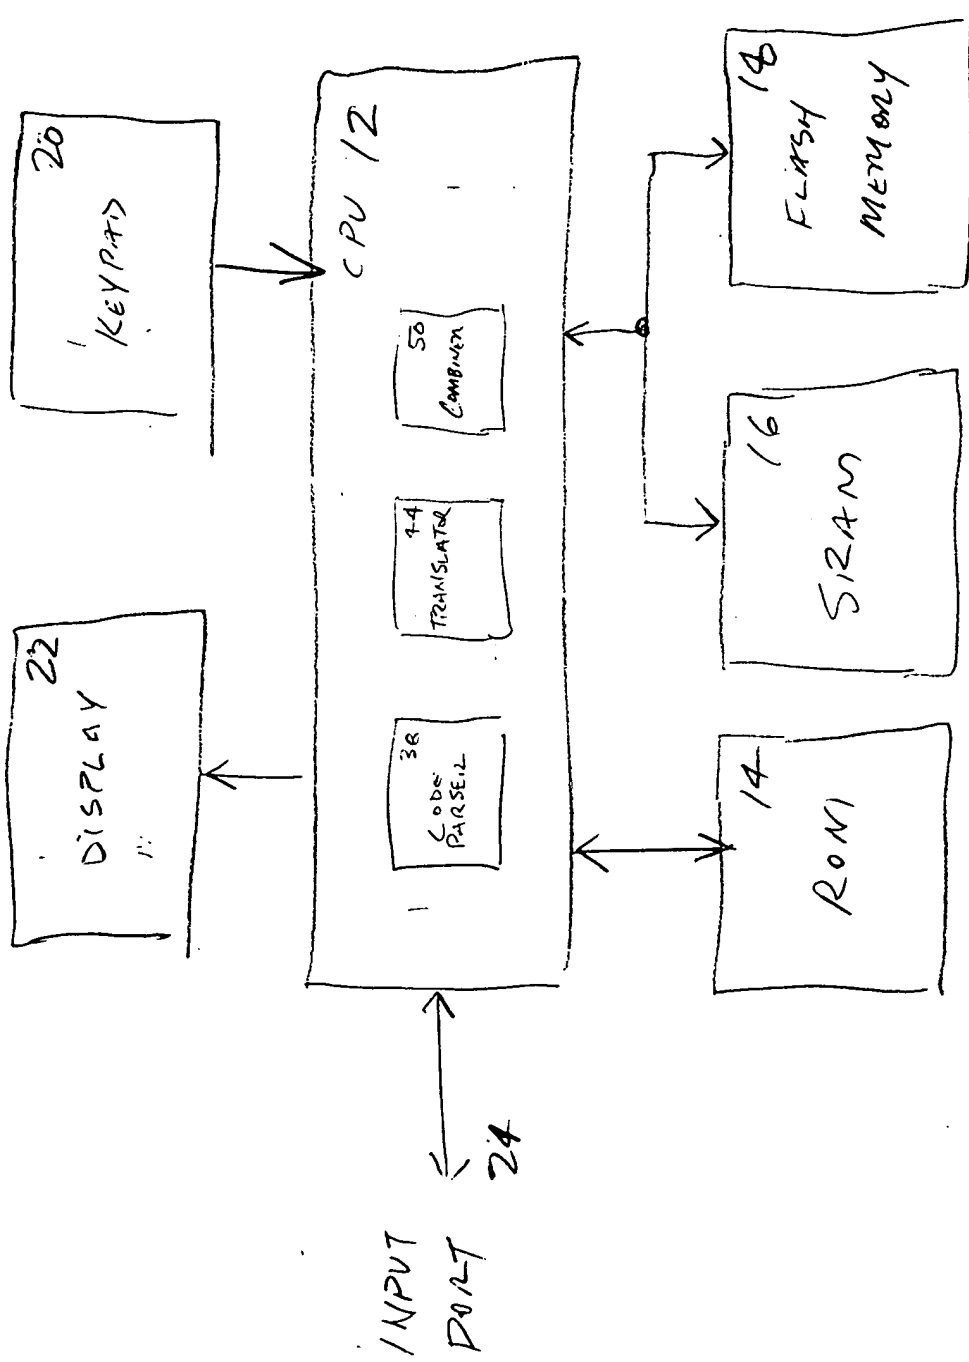 22
DISPLAY
20
KEYPAD
CPU 12
38
CODE
PARSER
44
TRANSLATOR
50
COMBINER
INPUT
PORT
24
14
ROM
16
SRAM
18
FLASH
MEMORY